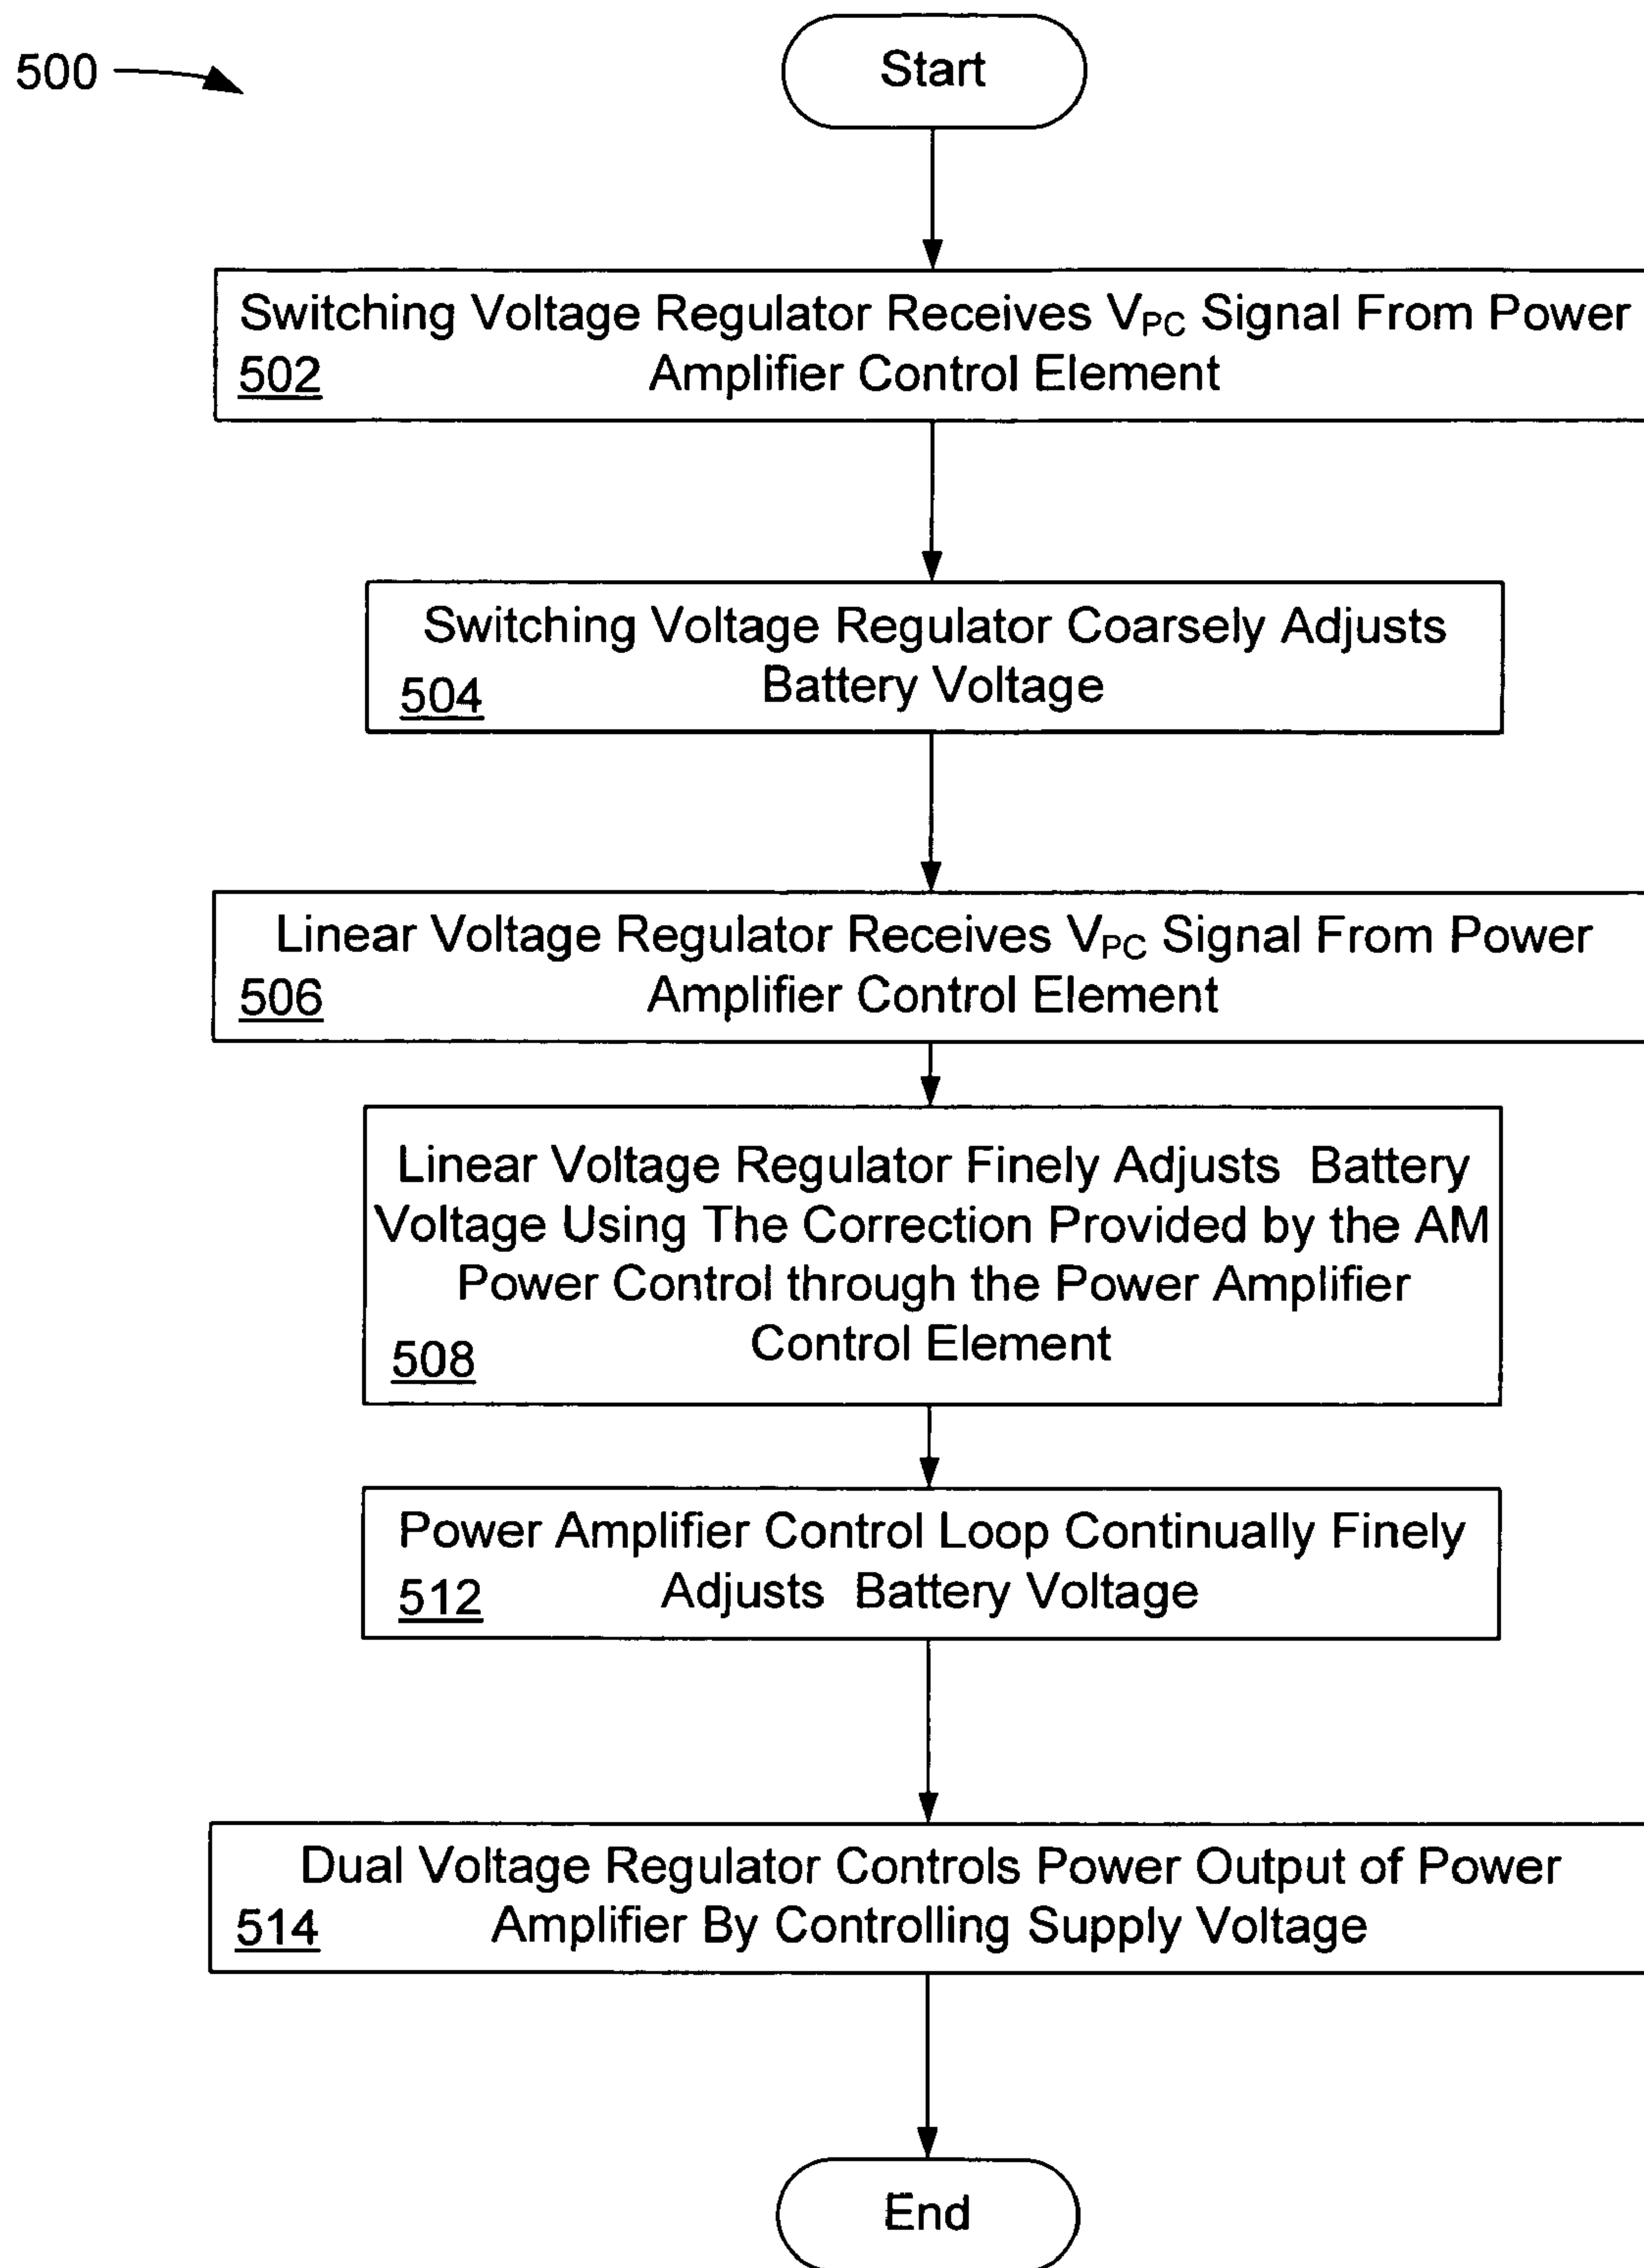 500
Start
Switching Voltage Regulator Receives VPC Signal From Power
502 Amplifier Control Element
Switching Voltage Regulator Coarsely Adjusts
504 Battery Voltage
Linear Voltage Regulator Receives VPC Signal From Power
506 Amplifier Control Element
Linear Voltage Regulator Finely Adjusts Battery
Voltage Using The Correction Provided by the AM
Power Control through the Power Amplifier
508 Control Element
Power Amplifier Control Loop Continually Finely
512 Adjusts Battery Voltage
Dual Voltage Regulator Controls Power Output of Power
514 Amplifier By Controlling Supply Voltage
End